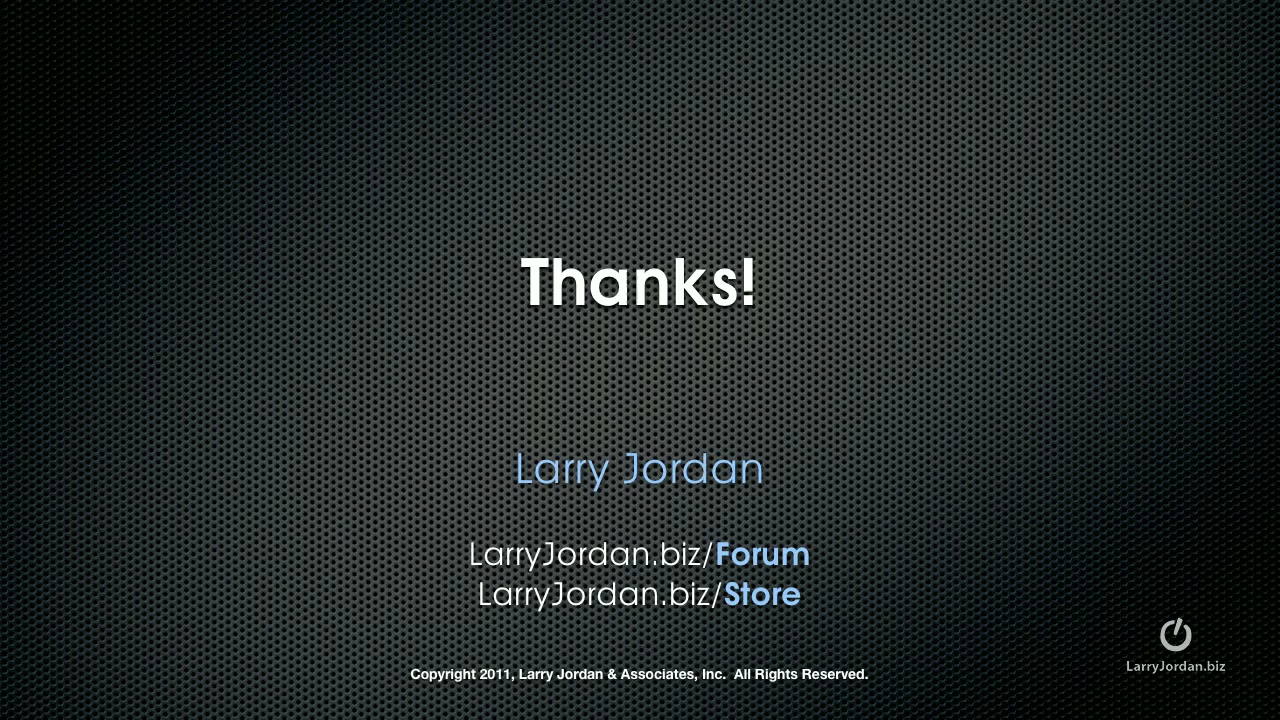 Thanks!
Larry Jordan
LarryJordan.biz/Forum
LarryJordan.biz/Store
Copyright 2011, Larry Jordan & Associates, Inc.  All Rights Reserved.
LarryJordan.biz